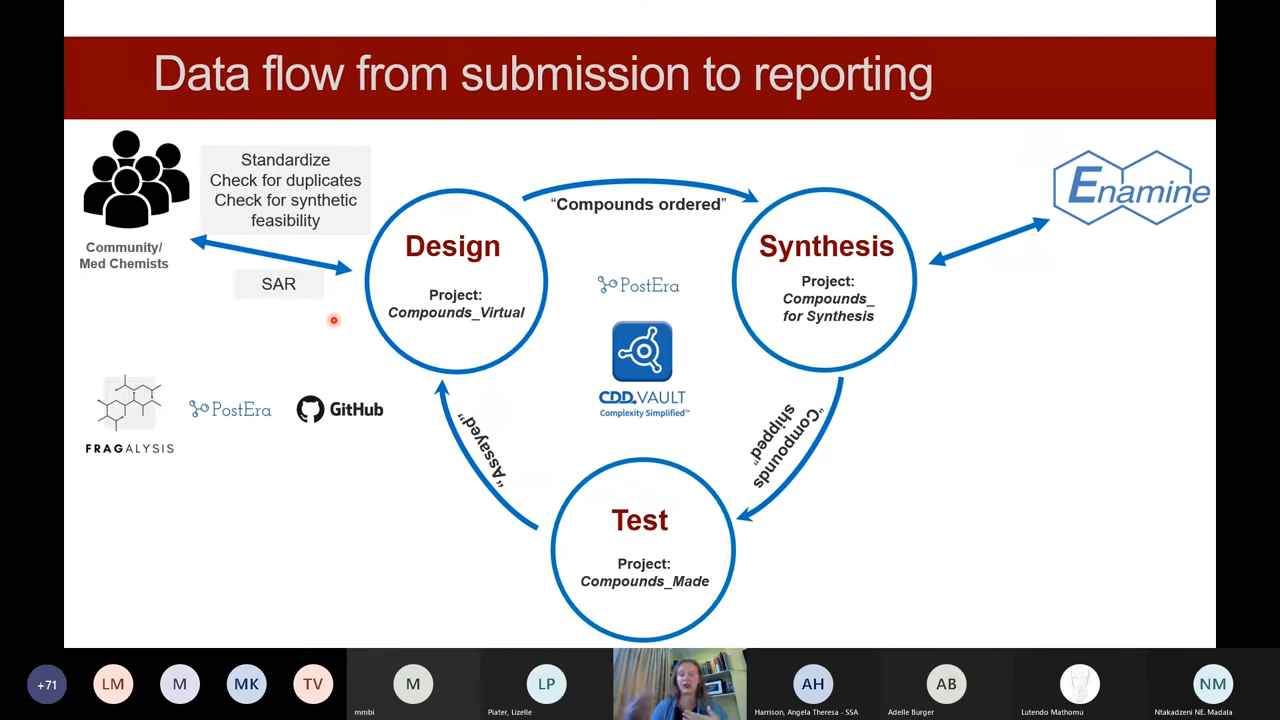 Data flow from submission to reporting
Standardize
Check for duplicates
Check for synthetic
feasibility
Community/
Med Chemists
SAR
"Compounds ordered"
Design
Project:
Compounds_Virtual
Synthesis
Project:
Compounds_
for Synthesis
Enamine
PostEra
CDD VAULT
Complexity Simplified™
FRAGALYSIS
PostEra
GitHub
"Assayed"
"Compounds
shipped"
Test
Project:
Compounds_Made
+71
LM
M
MK
TV
M
mmbi
LP
Piater, Lizelle
AH
Harrison, Angela Theresa - SSA
AB
Adelle Burger
Lutendo Mathomu
NM
Ntakadzeni NE. Madala